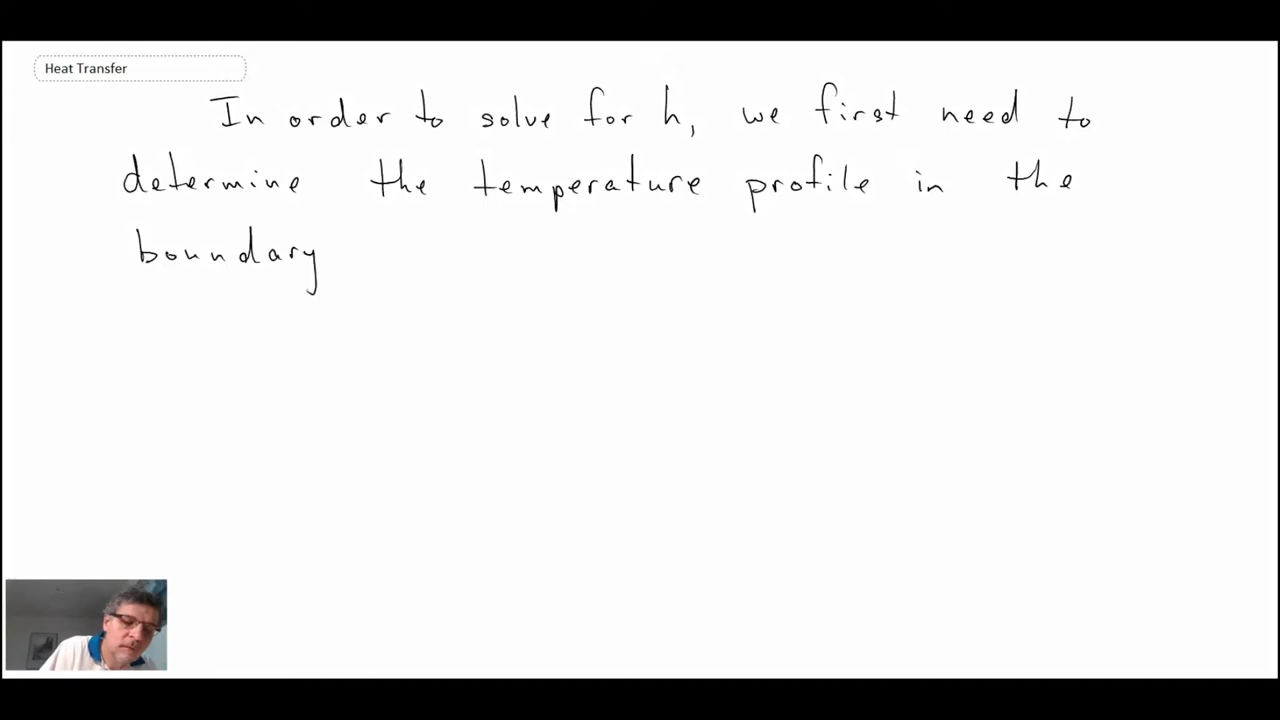 Heat Transfer
In order to solve for h, we first need to
determine the temperature profile in the
boundary